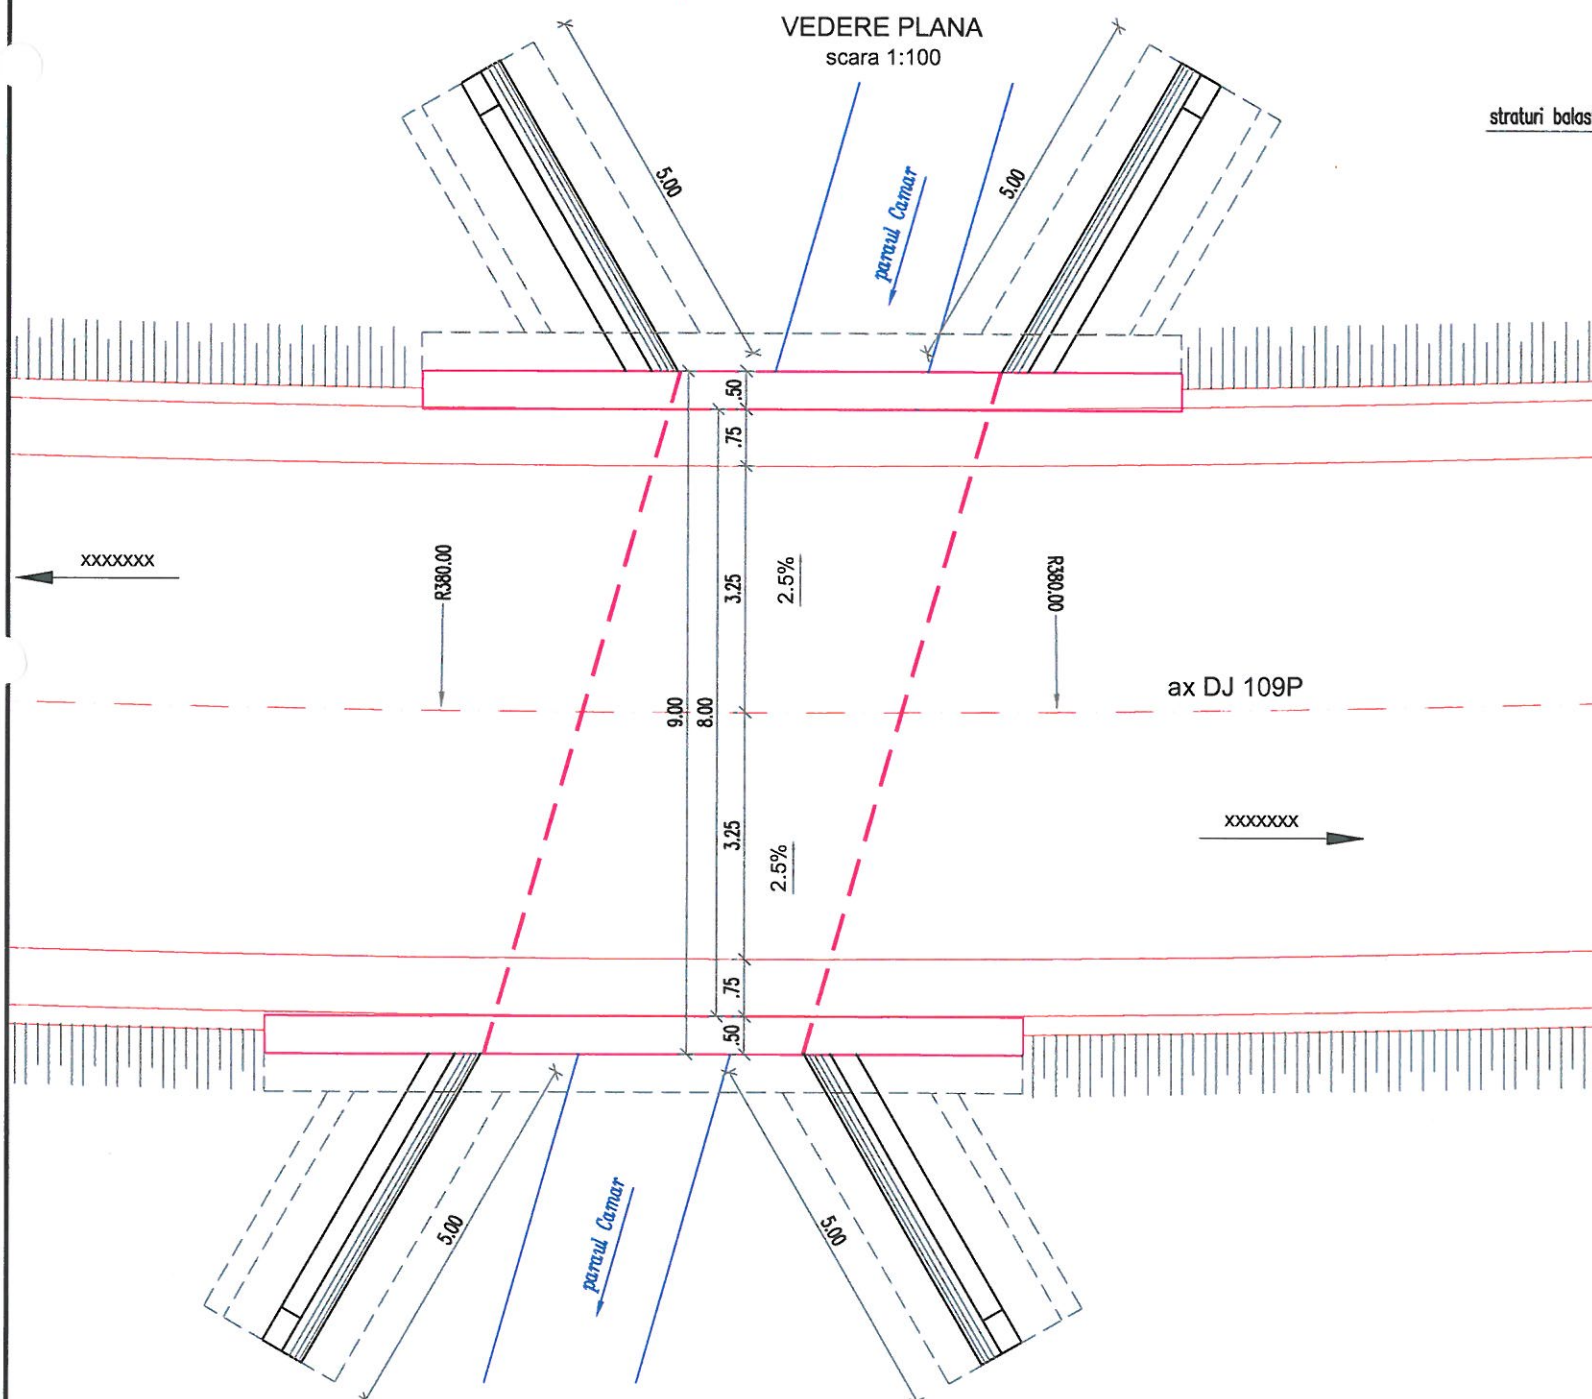 VEDERE PLANA
scara 1:100
straturi balas
5.00
5.00
paraul Camar
.50
.75
xxxxxxx
R380.00
3.25
2.5%
R380.00
ax DJ 109P
9.00
8.00
3.25
2.5%
xxxxxxx
.75
.50
5.00
paraul Camar
5.00